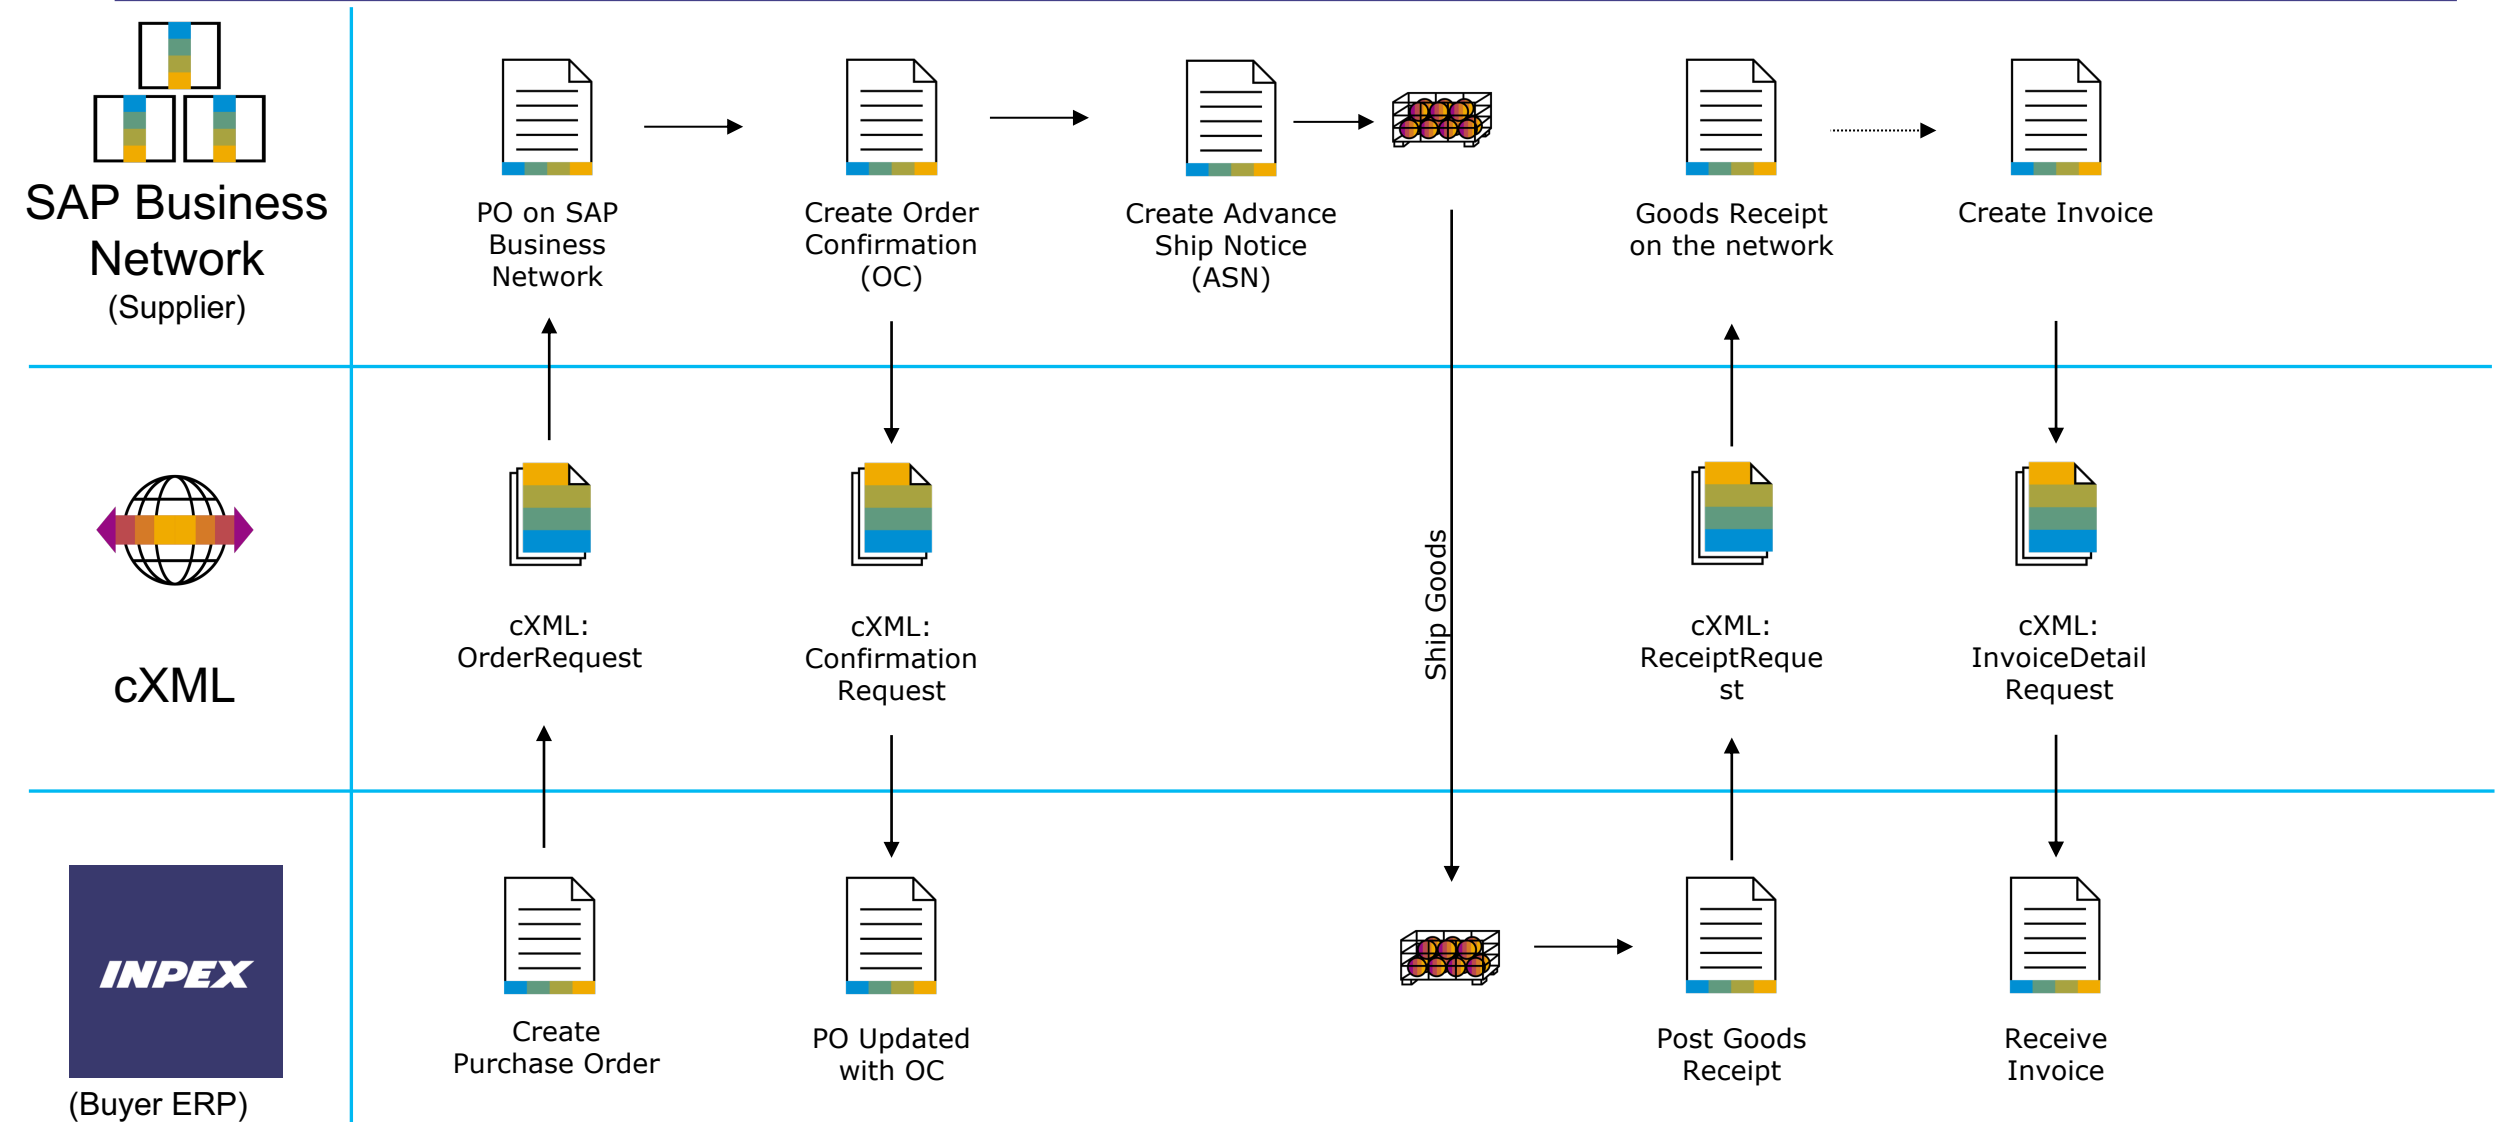 SAP Business
Network
(Supplier)
PO on SAP
Business
Network
Create Order
Confirmation
(OC)
Create Advance
Ship Notice
(ASN)
Goods Receipt
on the network
Create Invoice
cXML
cXML:
OrderRequest
cXML:
Confirmation
Request
Ship Goods
cXML:
ReceiptReque
st
cXML:
InvoiceDetail
Request
INPEX
(Buyer ERP)
Create
Purchase Order
PO Updated
with OC
Post Goods
Receipt
Receive
Invoice